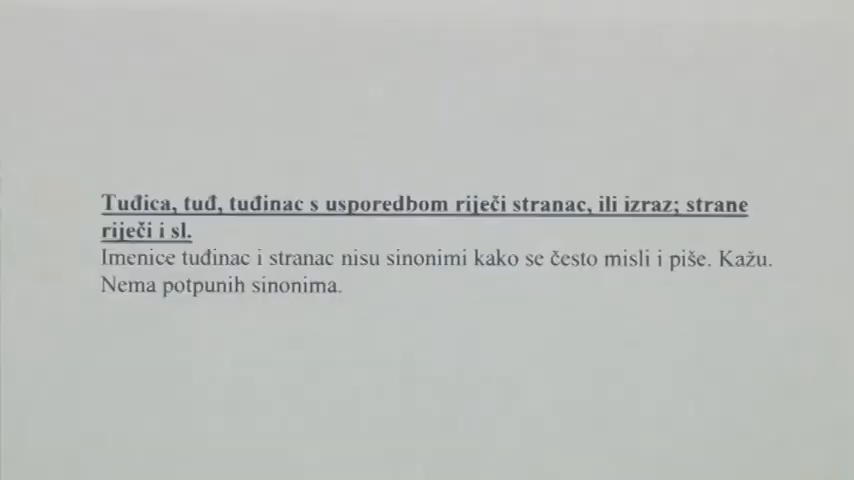 Tuđica, tuđ, tuđinac s usporedbom riječi stranac, ili izraz; strane
riječi i sl.
Imenice tuđinac i stranac nisu sinonimi kako se često misli i piše. Kažu.
Nema potpunih sinonima.